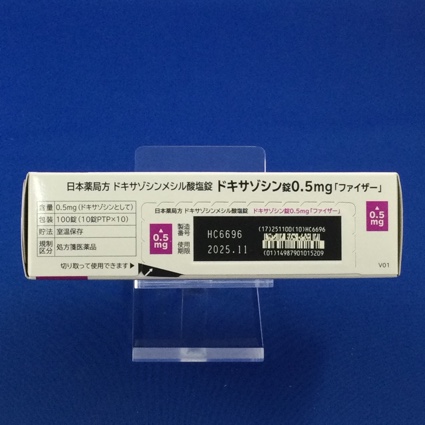 日本薬局方 ドキサゾシンメシル酸塩錠 ドキサゾシン錠0.5mg「ファイザー」
含量 0.5mg(ドキサゾシンとして)
包装 100錠(10錠PTP×10)
貯法 室温保存
規制区分 処方箋医薬品
切り取って使用できます
日本薬局方 ドキサゾシンメシル酸塩錠 ドキサゾシン錠0.5mg「ファイザー」
0.5mg
製造番号 HC6696
使用期限 2025.11
(17)251100(10)HC6696
(01)14987901015209
0.5mg
V01